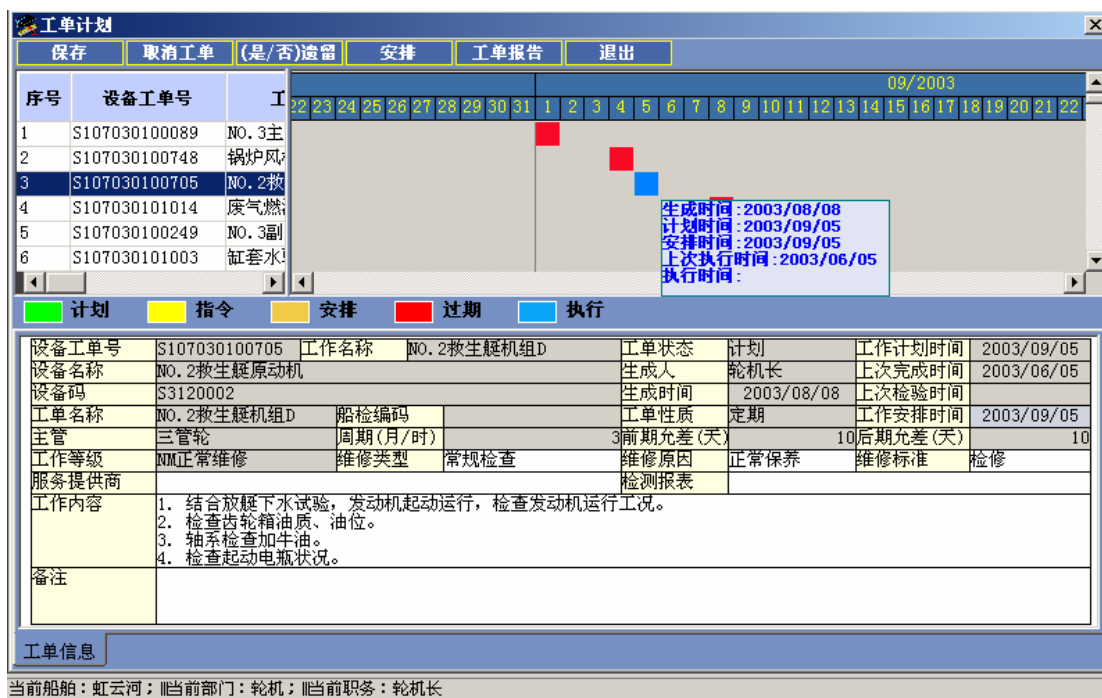 工单计划
保存 取消工单 (是/否)遗留 安排 工单报告 退出
09/2003
序号 设备工单号 工
22 23 24 25 26 27 28 29 30 31 1 2 3 4 5 6 7 8 9 10 11 12 13 14 15 16 17 18 19 20 21 22
1 S107030100089 NO.3主
2 S107030100748 锅炉风
3 S107030100705 NO.2救
4 S107030101014 废气燃
5 S107030100249 NO.3副
6 S107030101003 缸套水
生成时间:2003/08/08
计划时间:2003/09/05
安排时间:2003/09/05
上次执行时间:2003/06/05
执行时间:
计划 指令 安排 过期 执行
设备工单号 S107030100705 工作名称 NO.2救生艇机组D 工单状态 计划 工作计划时间 2003/09/05
设备名称 NO.2救生艇原动机 生成人 轮机长 上次完成时间 2003/06/05
设备码 S3120002 生成时间 2003/08/08 上次检验时间
工单名称 NO.2救生艇机组D 船检编码 工单性质 定期 工作安排时间 2003/09/05
主管 三管轮 周期(月/时) 3 前期允差(天) 10 后期允差(天) 10
工作等级 NM正常维修 维修类型 常规检查 维修原因 正常保养 维修标准 检修
服务提供商 检测报表
工作内容 1. 结合放艇下水试验，发动机起动运行，检查发动机运行工况。
2. 检查齿轮箱油质、油位。
3. 轴系检查加牛油。
4. 检查起动电瓶状况。
备注
工单信息
当前船舶：虹云河；||当前部门：轮机；||当前职务：轮机长